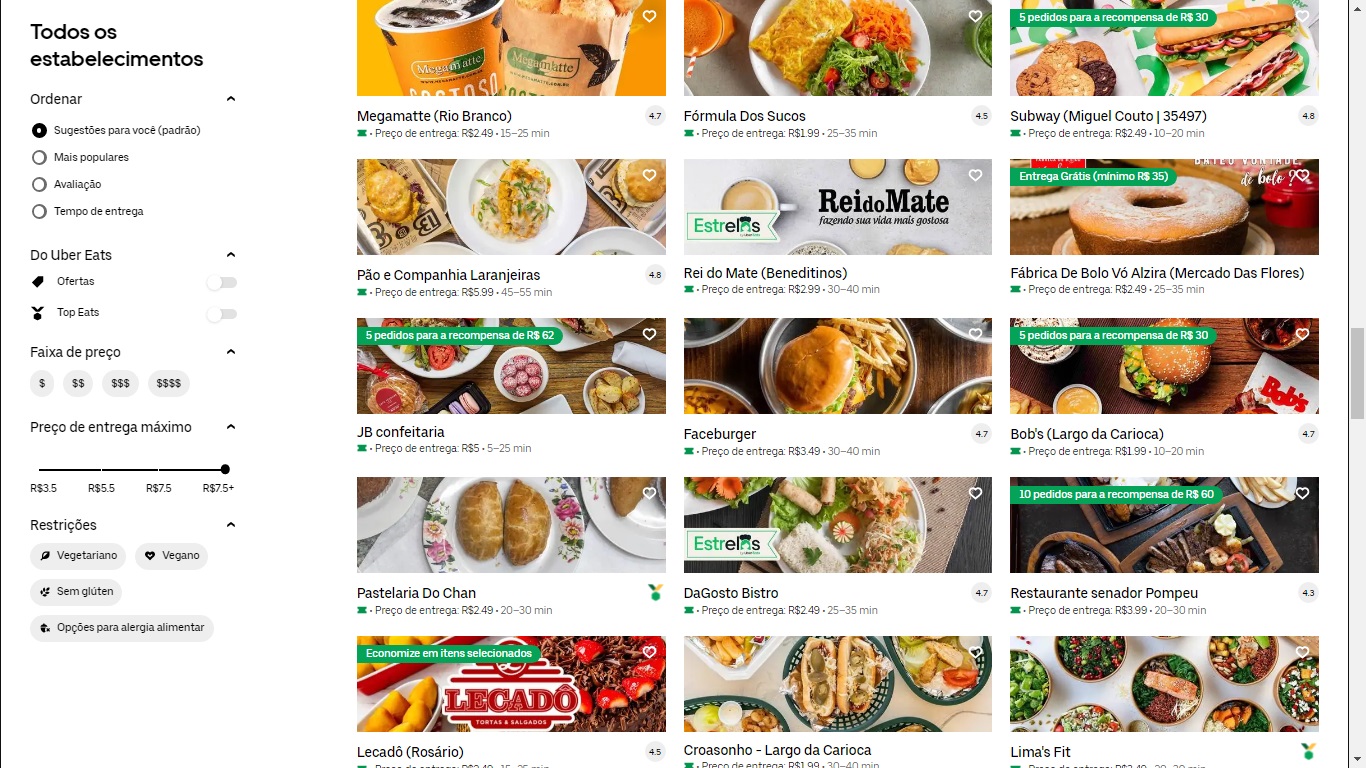 Todos os
estabelecimentos
Ordenar
Sugestões para você (padrão)
Mais populares
Avaliação
Tempo de entrega
Do Uber Eats
Ofertas
Top Eats
Faixa de preço
$ $$ $$$ $$$$
Preço de entrega máximo
R$3.5 R$5.5 R$7.5 R$7.5+
Restrições
Vegetariano Vegano
Sem glúten
Opções para alergia alimentar
Megamatte Megamatte
Megamatte (Rio Branco) 4.7
• Preço de entrega: R$2.49 • 15–25 min
Fórmula Dos Sucos 4.5
• Preço de entrega: R$1.99 • 25–35 min
5 pedidos para a recompensa de R$ 30
Subway (Miguel Couto | 35497) 4.8
• Preço de entrega: R$2.49 • 10–20 min
Pão e Companhia Laranjeiras 4.8
• Preço de entrega: R$5.99 • 45–55 min
Rei do Mate
fazendo sua vida mais gostosa
Estrelas
Rei do Mate (Beneditinos)
• Preço de entrega: R$2.99 • 30–40 min
BATEU VONTADE
de bolo ?
Entrega Grátis (mínimo R$ 35)
Fábrica De Bolo Vó Alzira (Mercado Das Flores)
• Preço de entrega: R$2.49 • 25–35 min
5 pedidos para a recompensa de R$ 62
JB confeitaria
• Preço de entrega: R$5 • 5–25 min
Faceburger 4.7
• Preço de entrega: R$3.49 • 30–40 min
5 pedidos para a recompensa de R$ 30
Bob's
Bob's (Largo da Carioca) 4.7
• Preço de entrega: R$1.99 • 10–20 min
Pastelaria Do Chan
• Preço de entrega: R$2.49 • 20–30 min
Estrelas
DaGosto Bistro 4.7
• Preço de entrega: R$2.49 • 25–35 min
10 pedidos para a recompensa de R$ 60
Restaurante senador Pompeu 4.3
• Preço de entrega: R$3.99 • 20–30 min
Economize em itens selecionados
LECADÔ
TORTAS & SALGADOS
Lecadô (Rosário) 4.5
Croasonho - Largo da Carioca
• Preço de entrega: R$1.99 • 30–40 min
Lima's Fit